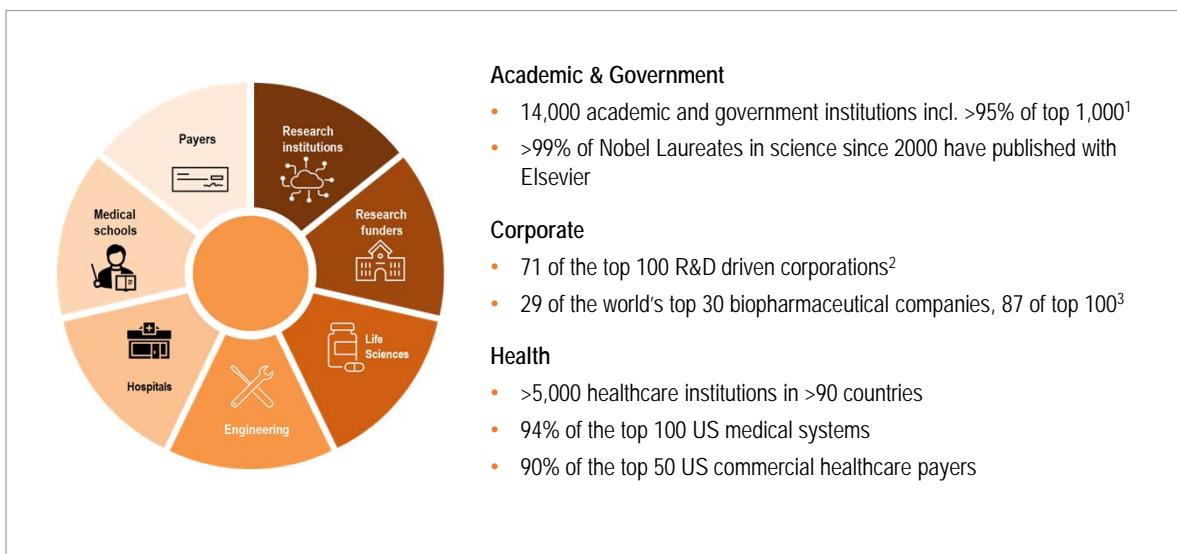 Payers
Research
institutions
Medical
schools
Research
funders
Hospitals
Life
Sciences
Engineering
Academic & Government
• 14,000 academic and government institutions incl. >95% of top 1,000¹
• >99% of Nobel Laureates in science since 2000 have published with
Elsevier
Corporate
• 71 of the top 100 R&D driven corporations²
• 29 of the world's top 30 biopharmaceutical companies, 87 of top 100³
Health
• >5,000 healthcare institutions in >90 countries
• 94% of the top 100 US medical systems
• 90% of the top 50 US commercial healthcare payers